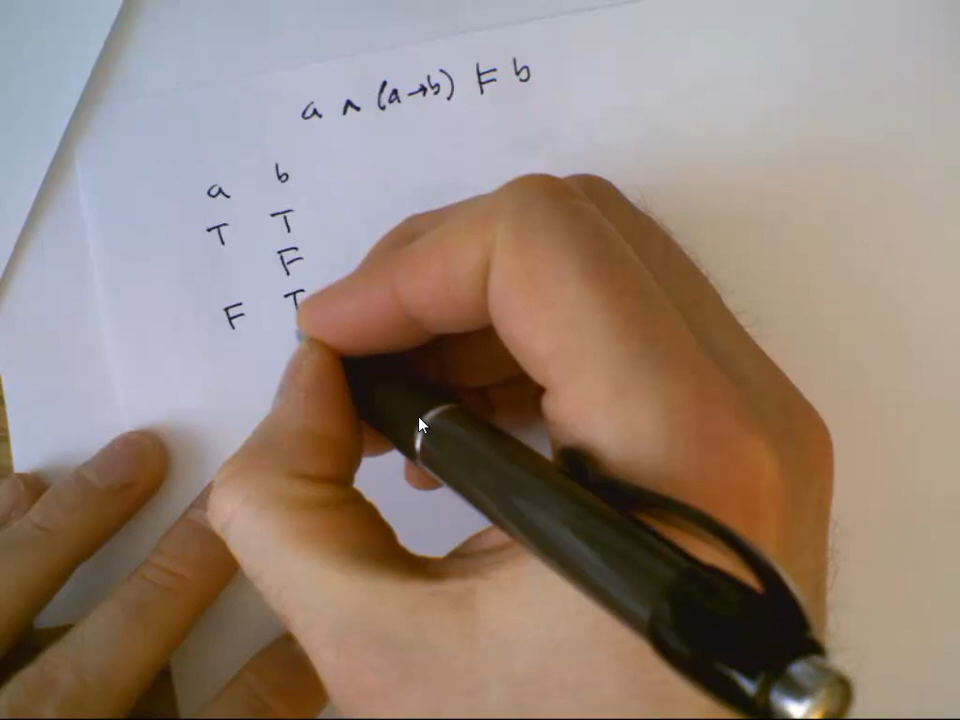 a ∧ (a→b) ⊨ b
a b
T T
F
F T